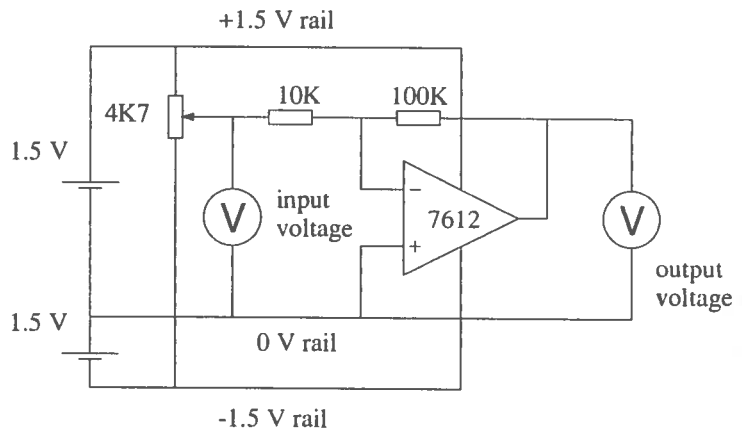 +1.5 V rail
4K7
10K
100K
1.5 V
V
input
voltage
−
7612
+
V
output
voltage
1.5 V
0 V rail
-1.5 V rail